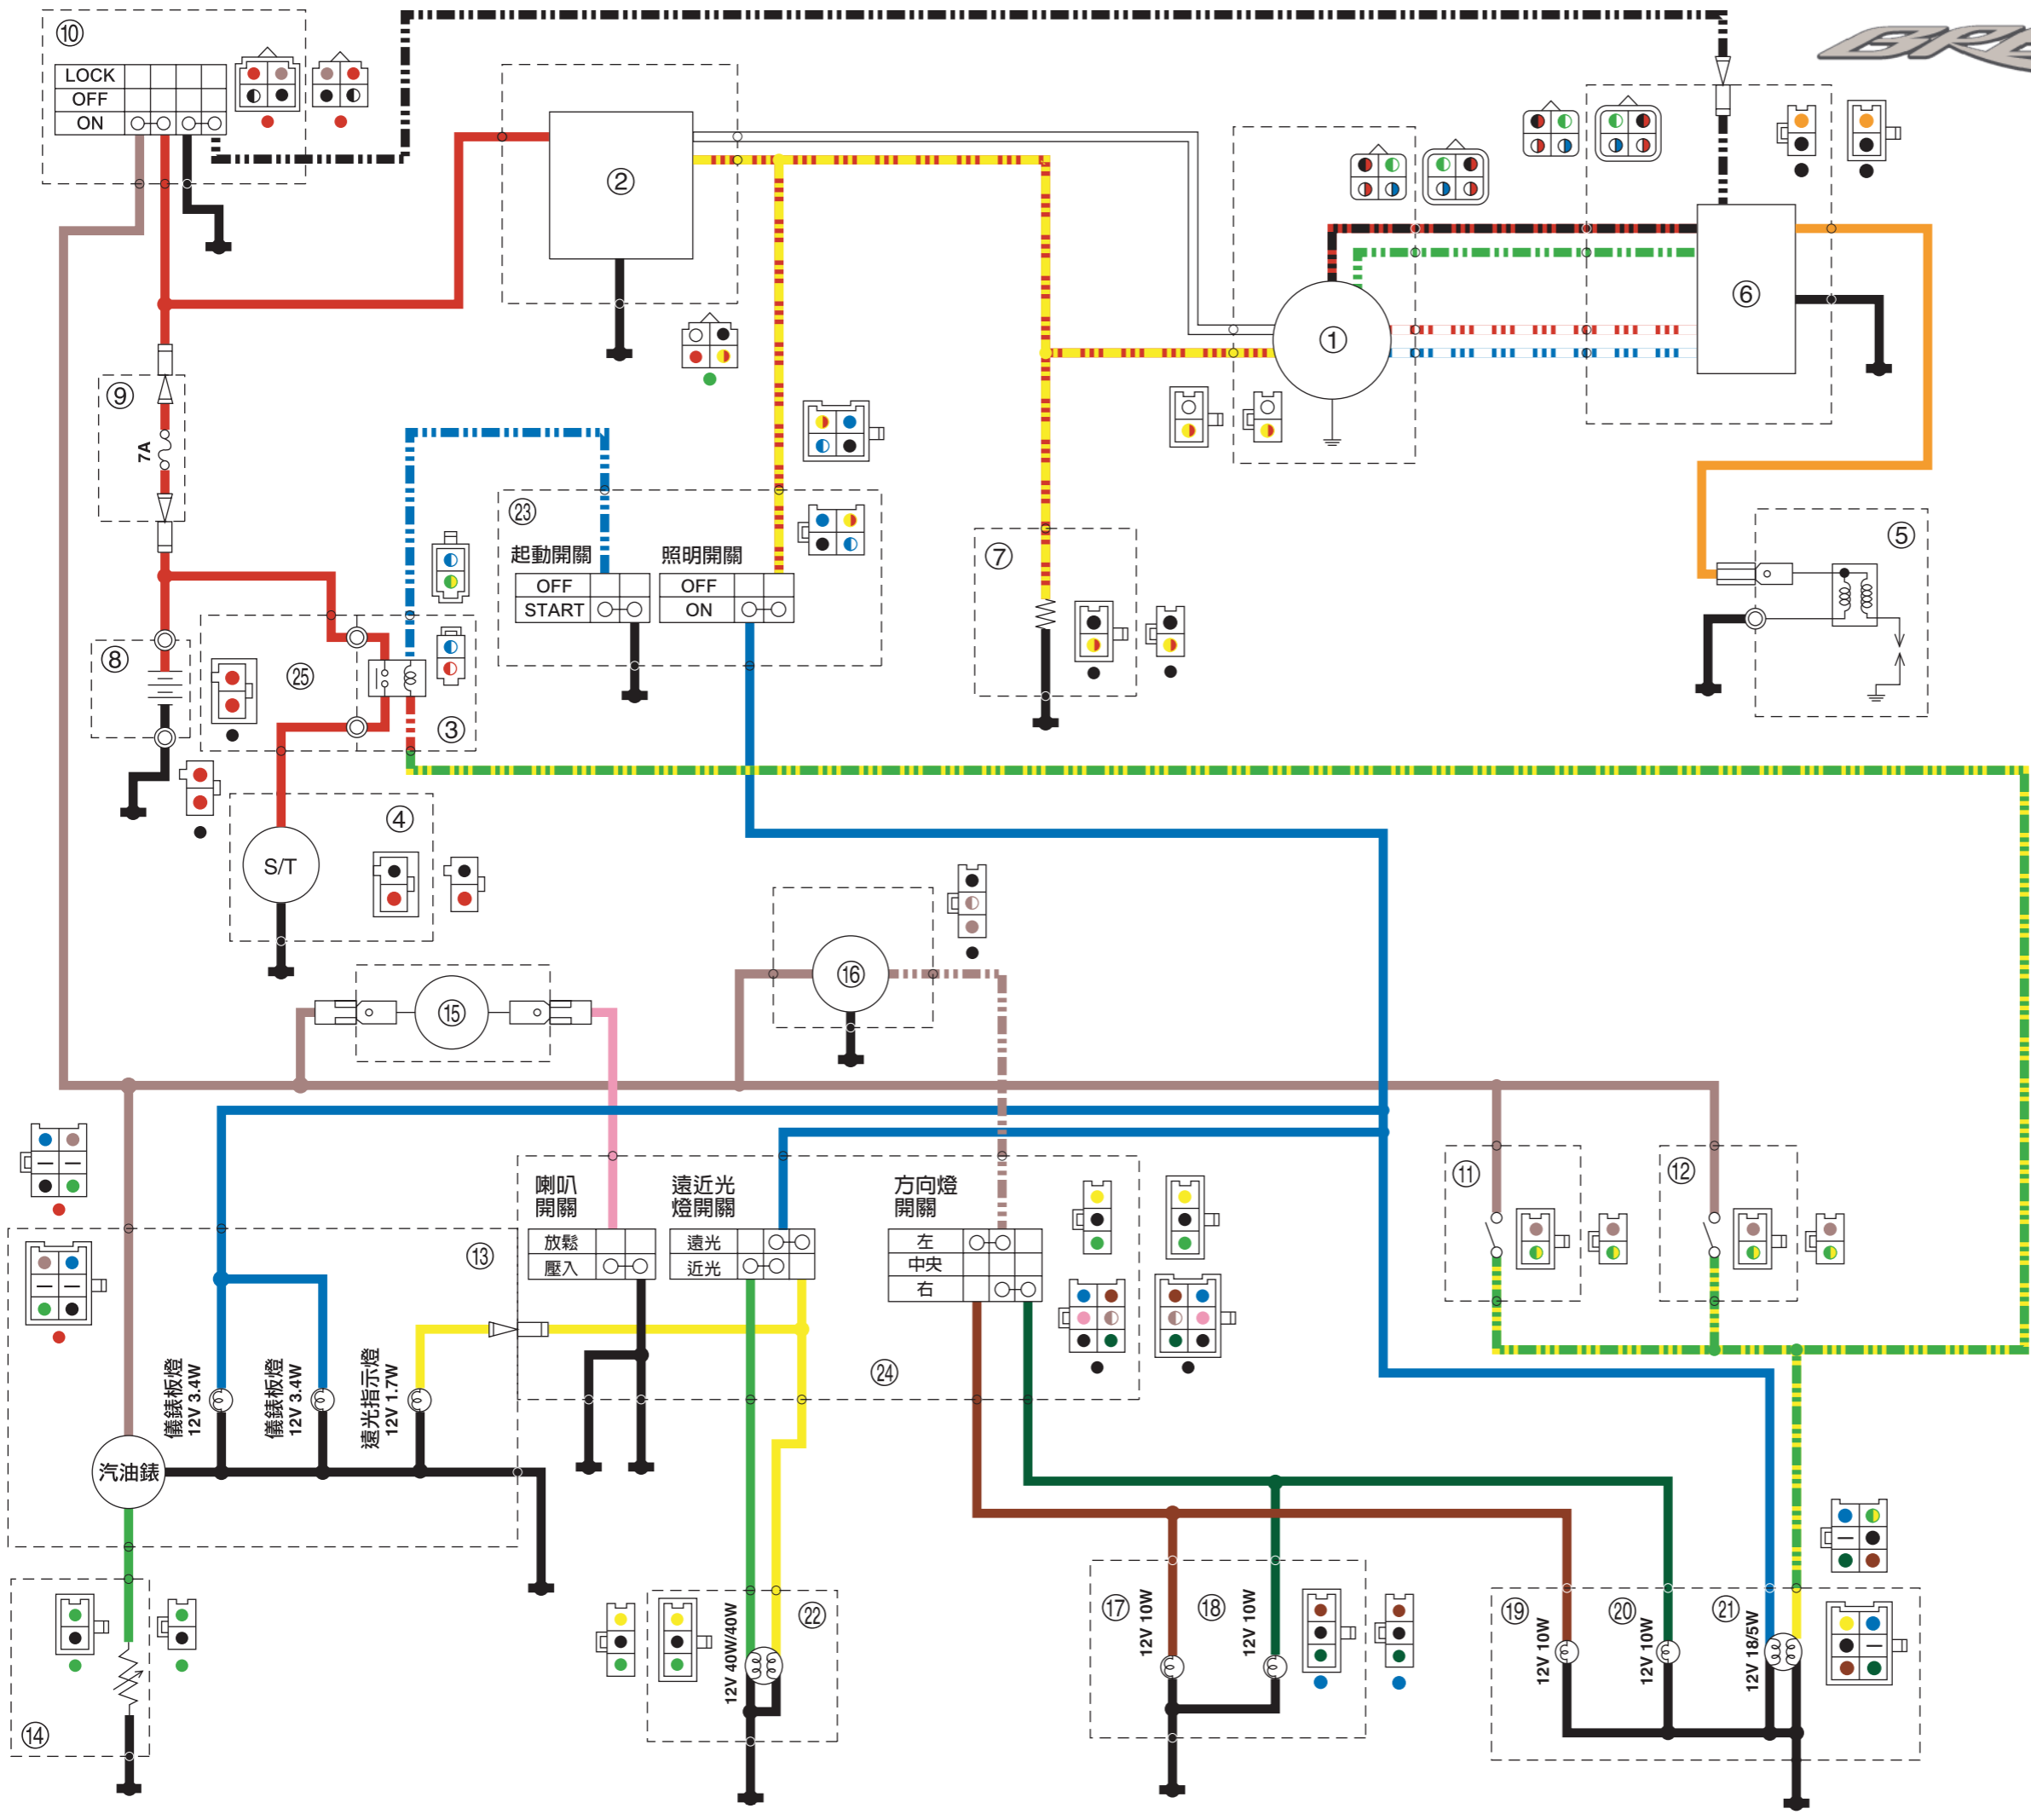 ⑩
LOCK
OFF
ON
②
①
⑥
⑨
7A
㉓
起動開關
照明開關
OFF
START
OFF
ON
⑦
⑤
⑧
㉕
③
④
S/T
⑮
⑯
⑪
⑫
⑬
喇叭
開關
放鬆
壓入
遠近光
燈開關
遠光
近光
方向燈
開關
左
中央
右
㉔
儀錶板燈
12V 3.4W
儀錶板燈
12V 3.4W
遠光指示燈
12V 1.7W
汽油錶
⑭
12V 40W/40W
㉒
⑰
12V 10W
⑱
12V 10W
⑲
12V 10W
⑳
12V 10W
㉑
12V 18/5W